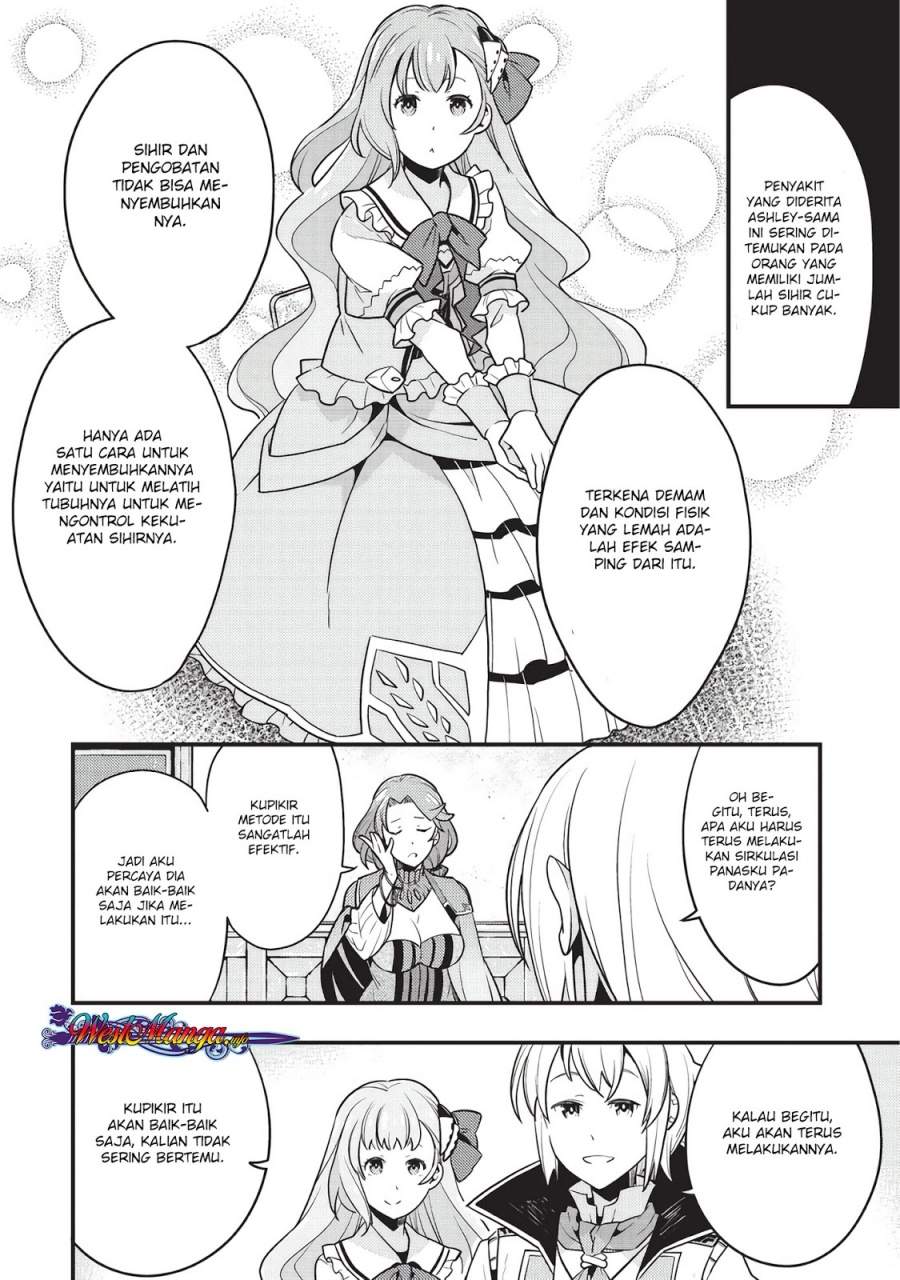 PENYAKIT
YANG DIDERITA
ASHLEY-SAMA
INI SERING DI-
TEMUKAN PADA
ORANG YANG
MEMILIKI JUM-
LAH SIHIR CU-
KUP BANYAK.
SIHIR DAN
PENGOBATAN
TIDAK BISA ME-
NYEMBUHKAN
NYA.
TERKENA DEMAM
DAN KONDISI FISIK
YANG LEMAH ADA-
LAH EFEK SAM-
PING DARI ITU.
HANYA ADA
SATU CARA UNTUK
MENYEMBUHKANNYA
YAITU UNTUK MELATIH
TUBUHNYA UNTUK ME-
NGONTROL KEKU-
ATAN SIHIRNYA.
OH BE-
GITU, TERUS,
APA AKU HARUS
TERUS MELAKU-
KAN SIRKULASI
PANASKU PA-
DANYA?
KUPIKIR
METODE ITU
SANGATLAH
EFEKTIF.
JADI AKU
PERCAYA DIA
AKAN BAIK-BAIK
SAJA JIKA ME-
LAKUKAN ITU...
WestManga.info
KALAU BEGITU,
AKU AKAN TERUS
MELAKUKANNYA.
KUPIKIR ITU
AKAN BAIK-BAIK
SAJA, KALIAN TIDAK
SERING BERTEMU.